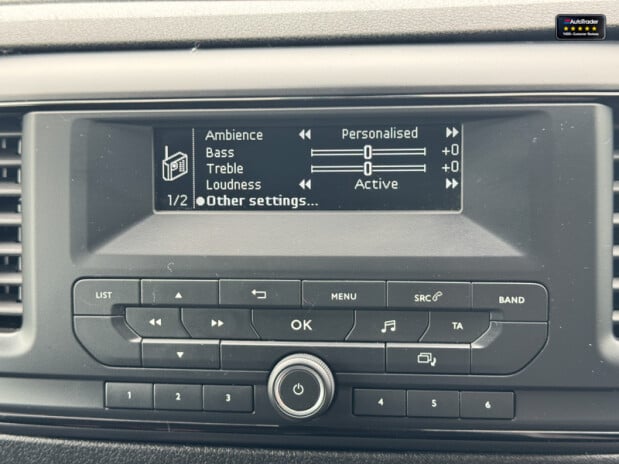 AutoTrader
Ambience Personalised
Bass +0
Treble +0
Loudness Active
1/2 Other settings...
LIST MENU SRC BAND
OK TA
1 2 3 4 5 6